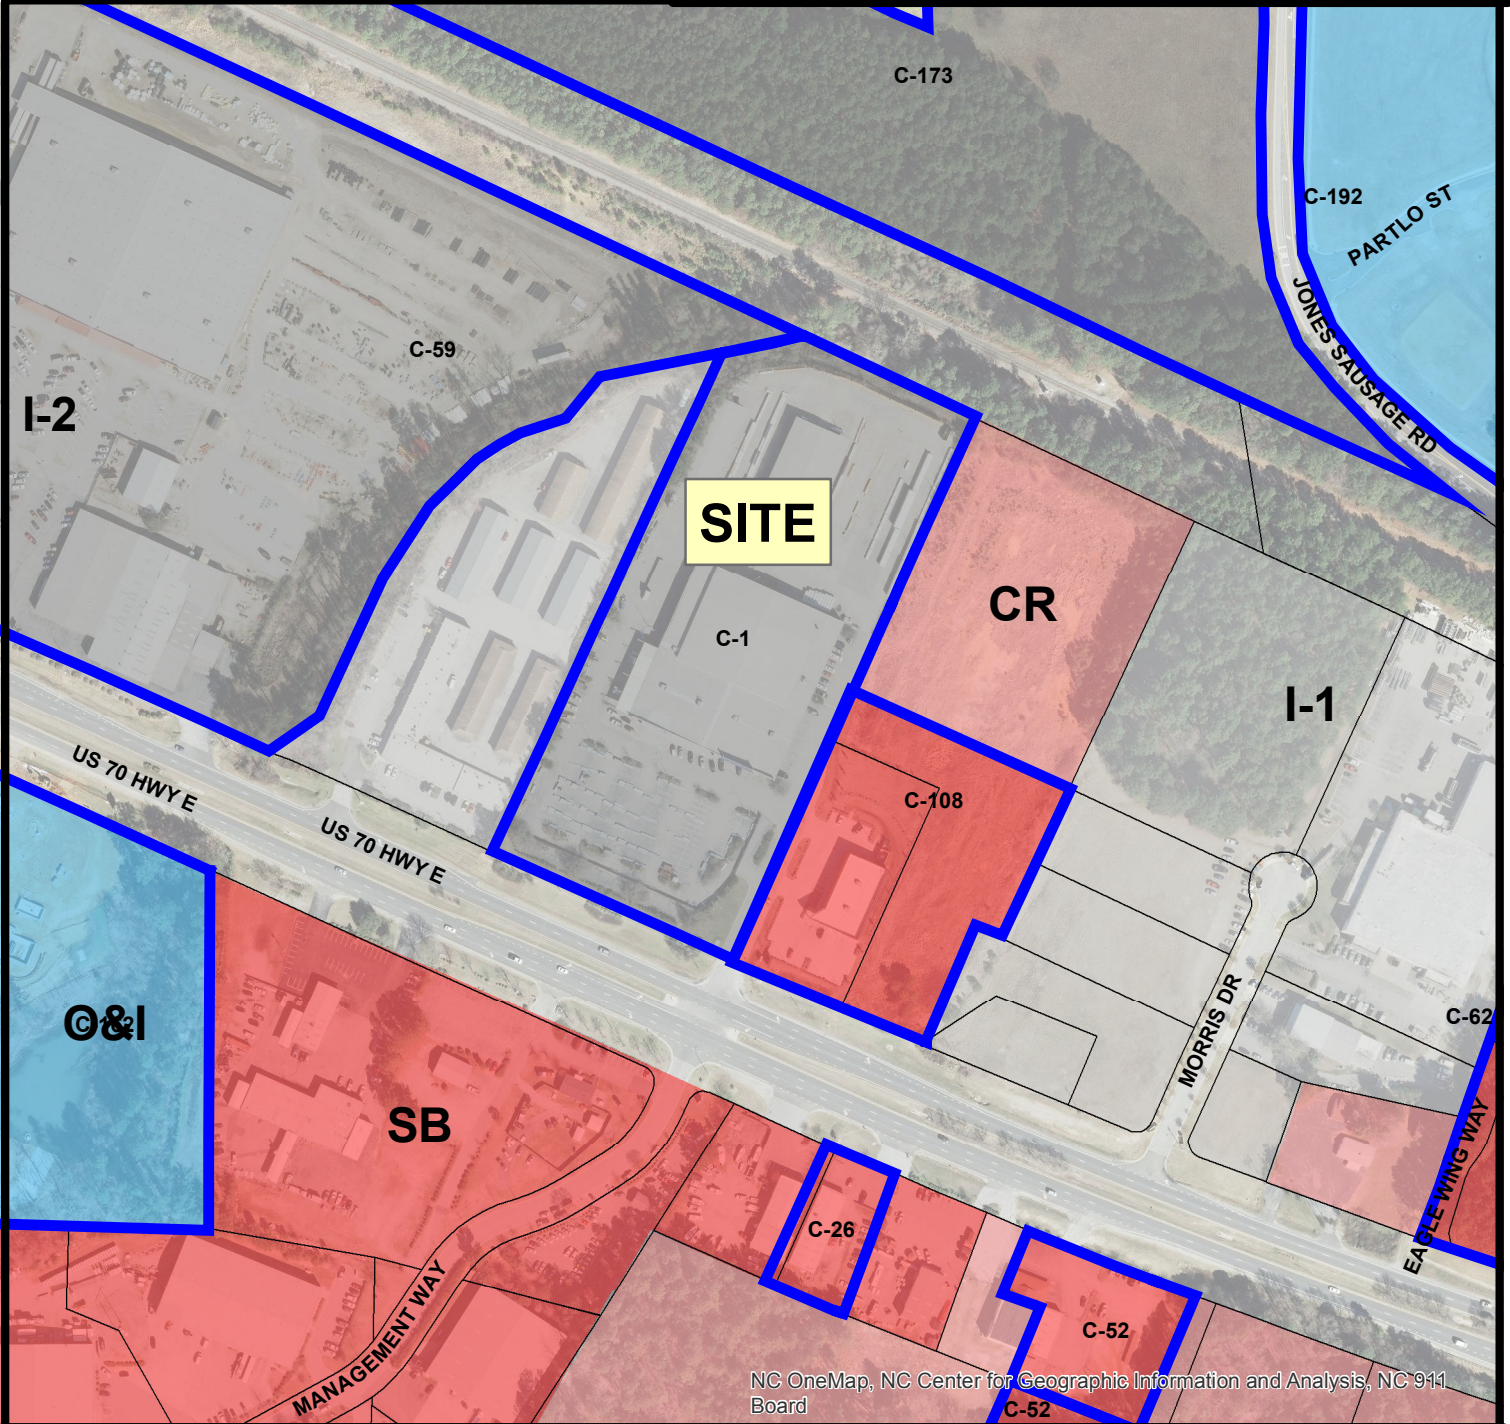 C-173
C-192
PARTLO ST
JONES SAUSAGE RD
C-59
I-2
SITE
CR
C-1
I-1
US 70 HWY E
US 70 HWY E
C-108
O&I
MORRIS DR
C-62
SB
EAGLE WING WAY
C-26
MANAGEMENT WAY
C-52
NC OneMap, NC Center for Geographic Information and Analysis, NC 911
Board
C-52